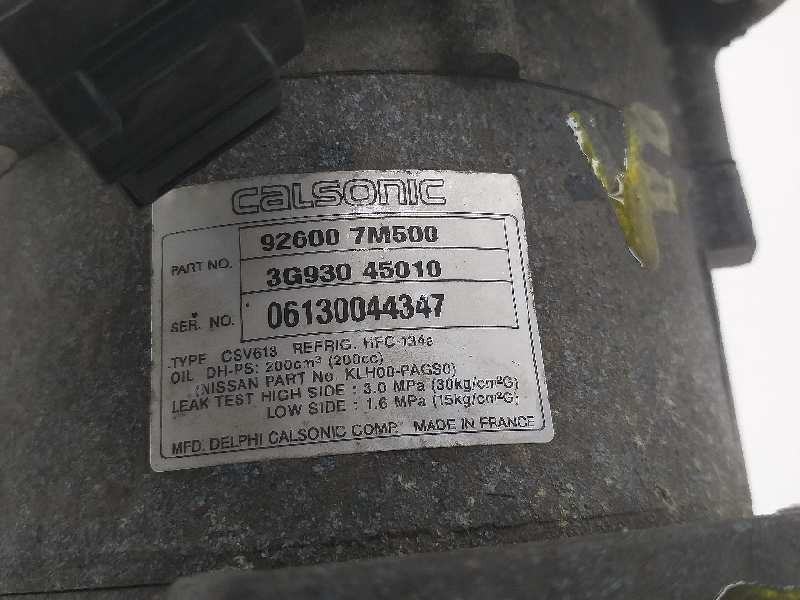 CALSONIC
92600 7M500
PART NO. 3G930 45010
SER. NO. 06130044347
TYPE CSV613 REFRIG. HFC-134a
OIL DH-PS: 200cm³ (200cc)
(NISSAN PART No. KLH00-PAGS0)
LEAK TEST HIGH SIDE : 3.0 MPa (30kg/cm²G)
LOW SIDE : 1.6 MPa (15kg/cm²G)
MFD. DELPHI CALSONIC COMP. MADE IN FRANCE